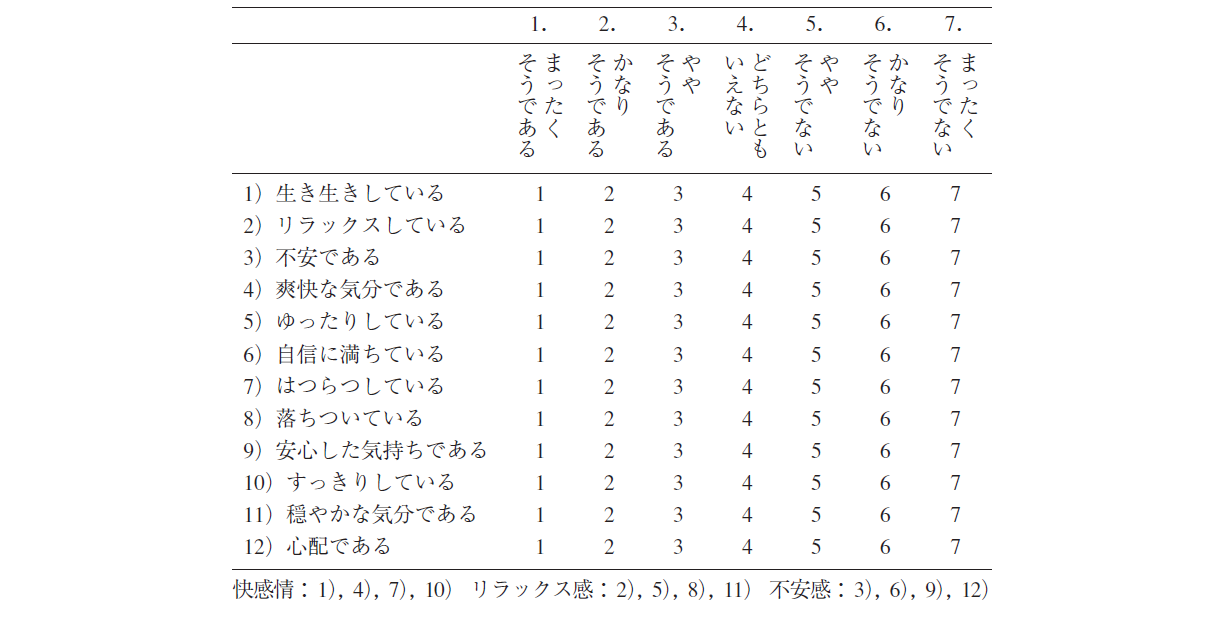 1. 2. 3. 4. 5. 6. 7.
まったく
そうである
かなり
そうである
やや
そうである
どちらとも
いえない
やや
そうでない
かなり
そうでない
まったく
そうでない
1）生き生きしている 1 2 3 4 5 6 7
2）リラックスしている 1 2 3 4 5 6 7
3）不安である 1 2 3 4 5 6 7
4）爽快な気分である 1 2 3 4 5 6 7
5）ゆったりしている 1 2 3 4 5 6 7
6）自信に満ちている 1 2 3 4 5 6 7
7）はつらつしている 1 2 3 4 5 6 7
8）落ちついている 1 2 3 4 5 6 7
9）安心した気持ちである 1 2 3 4 5 6 7
10）すっきりしている 1 2 3 4 5 6 7
11）穏やかな気分である 1 2 3 4 5 6 7
12）心配である 1 2 3 4 5 6 7
快感情：1），4），7），10） リラックス感：2），5），8），11） 不安感：3），6），9），12）